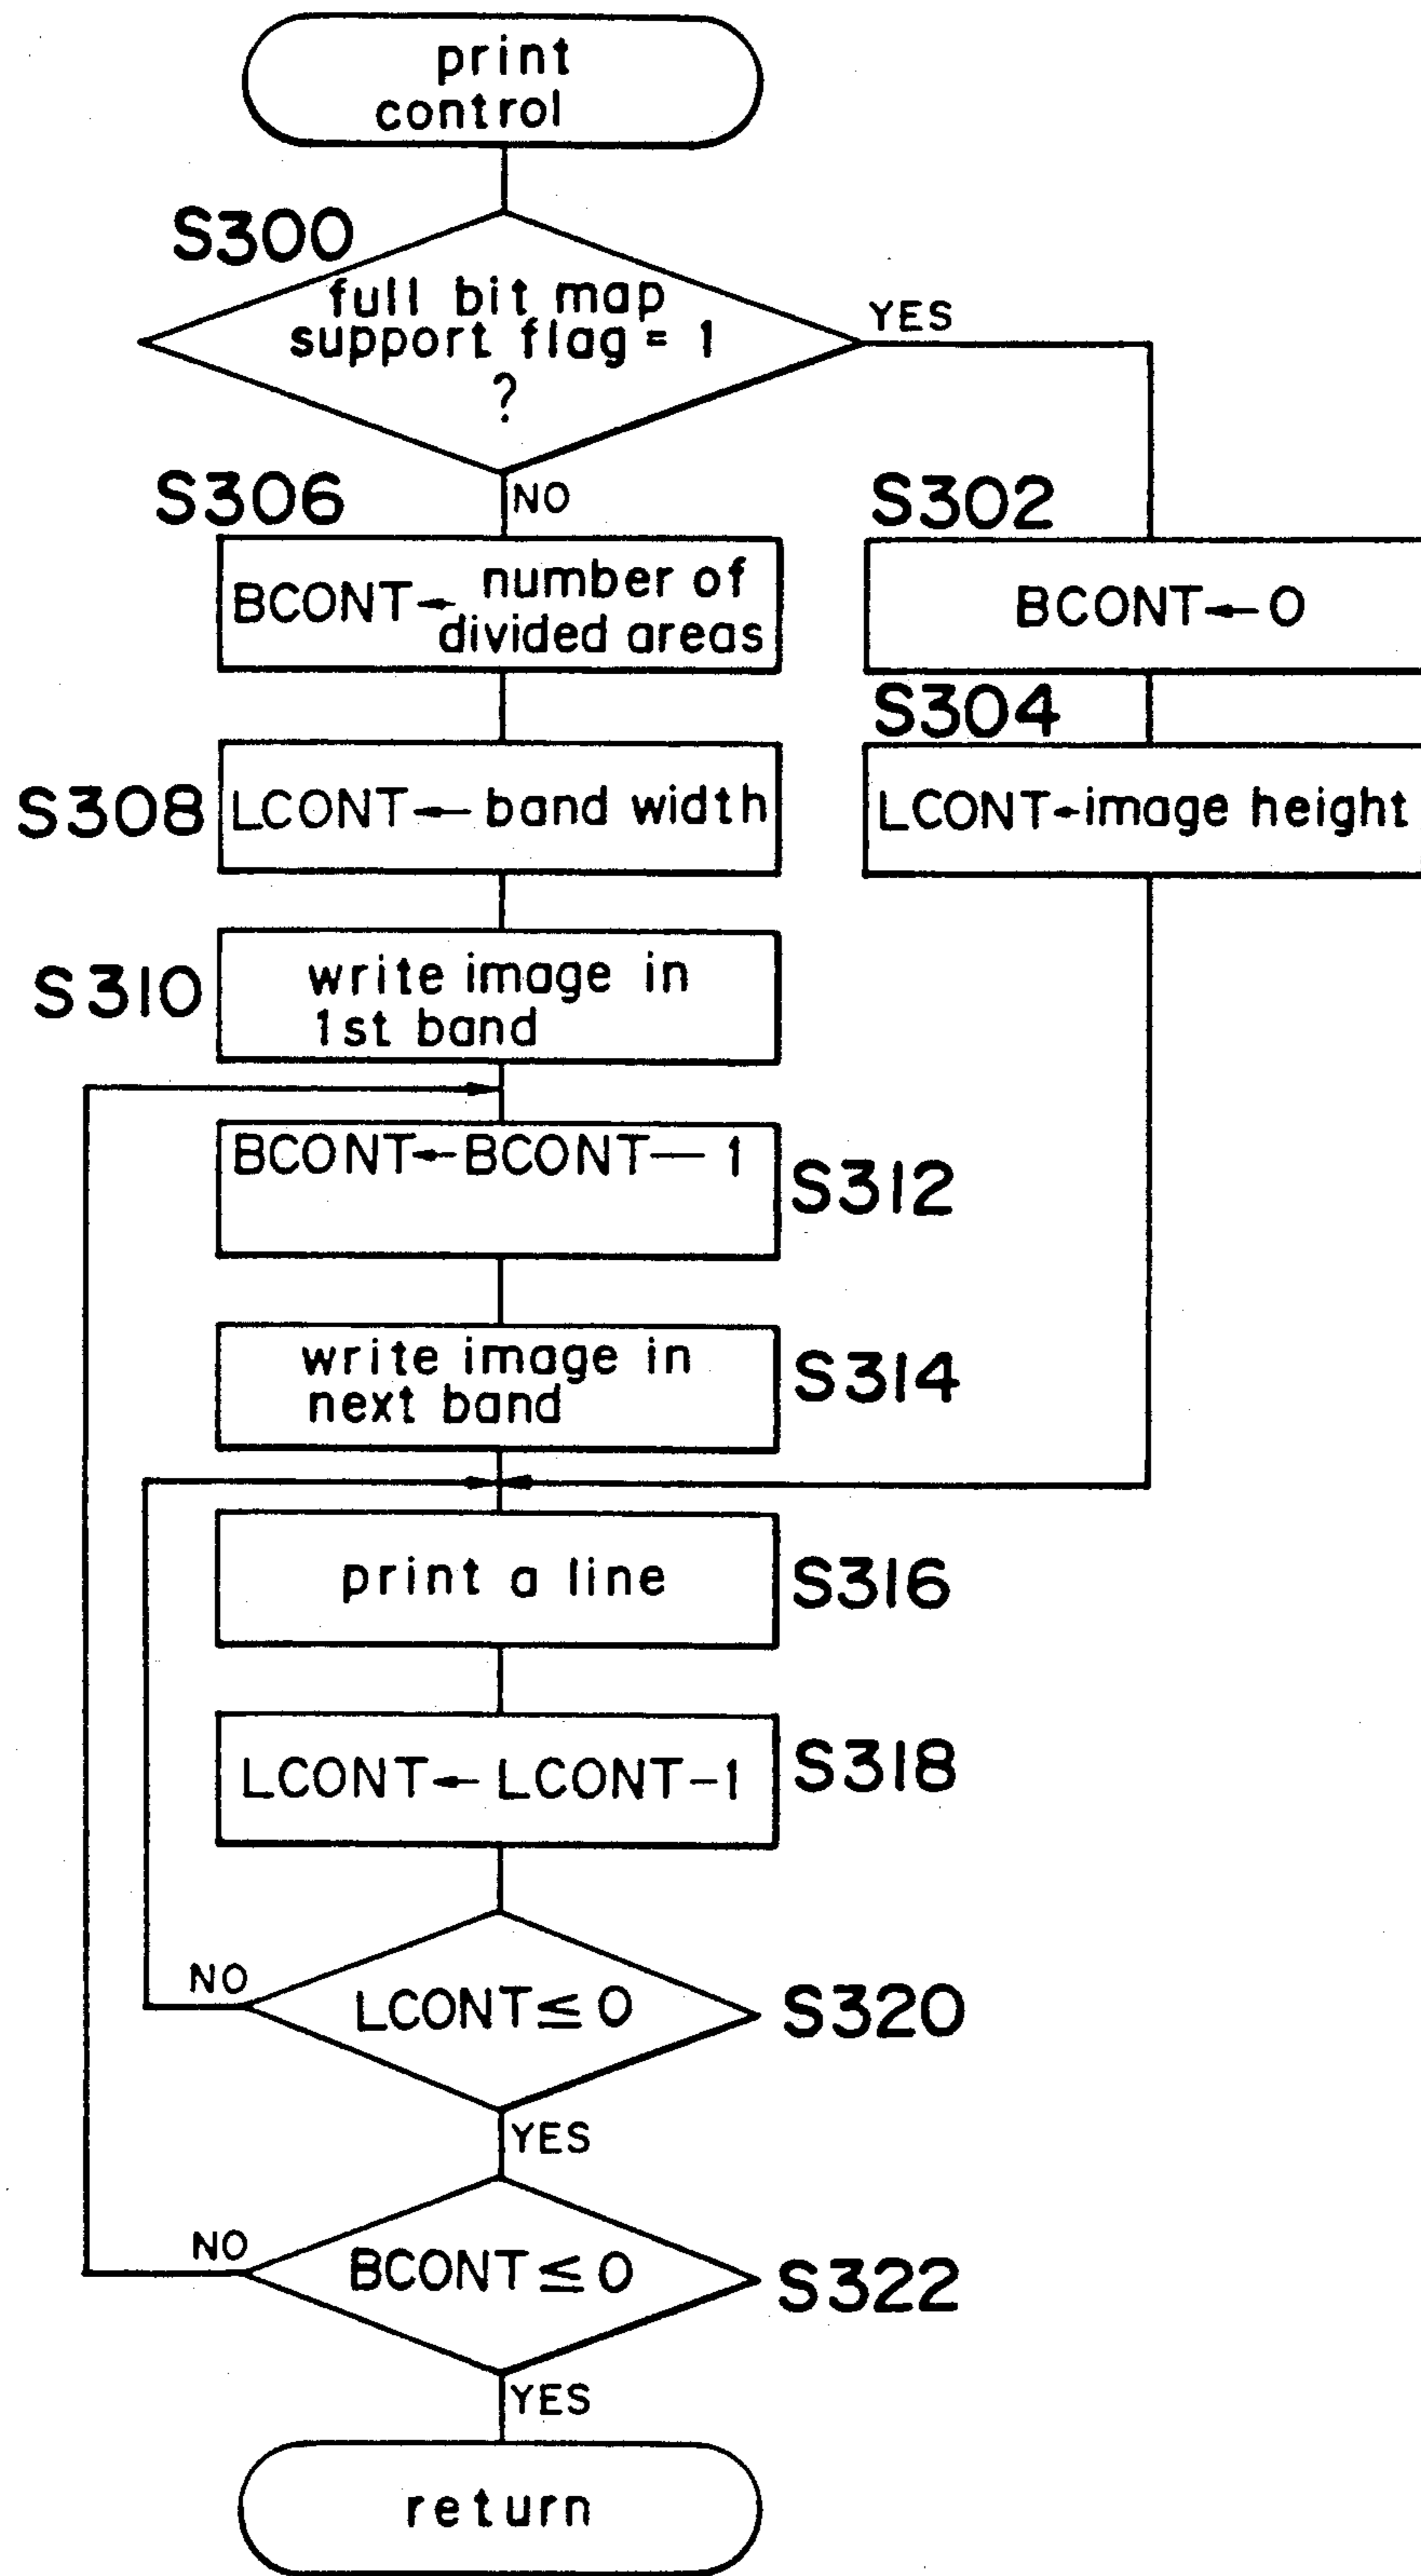 print
control
S300
full bit map
support flag = 1
?
YES
NO
S306
BCONT ← number of
divided areas
S302
BCONT ← 0
S304
LCONT ← image height
S308
LCONT ← band width
S310
write image in
1st band
BCONT ← BCONT — 1
S312
write image in
next band
S314
print a line
S316
LCONT ← LCONT - 1
S318
NO
LCONT ≦ 0
S320
YES
NO
BCONT ≦ 0
S322
YES
return